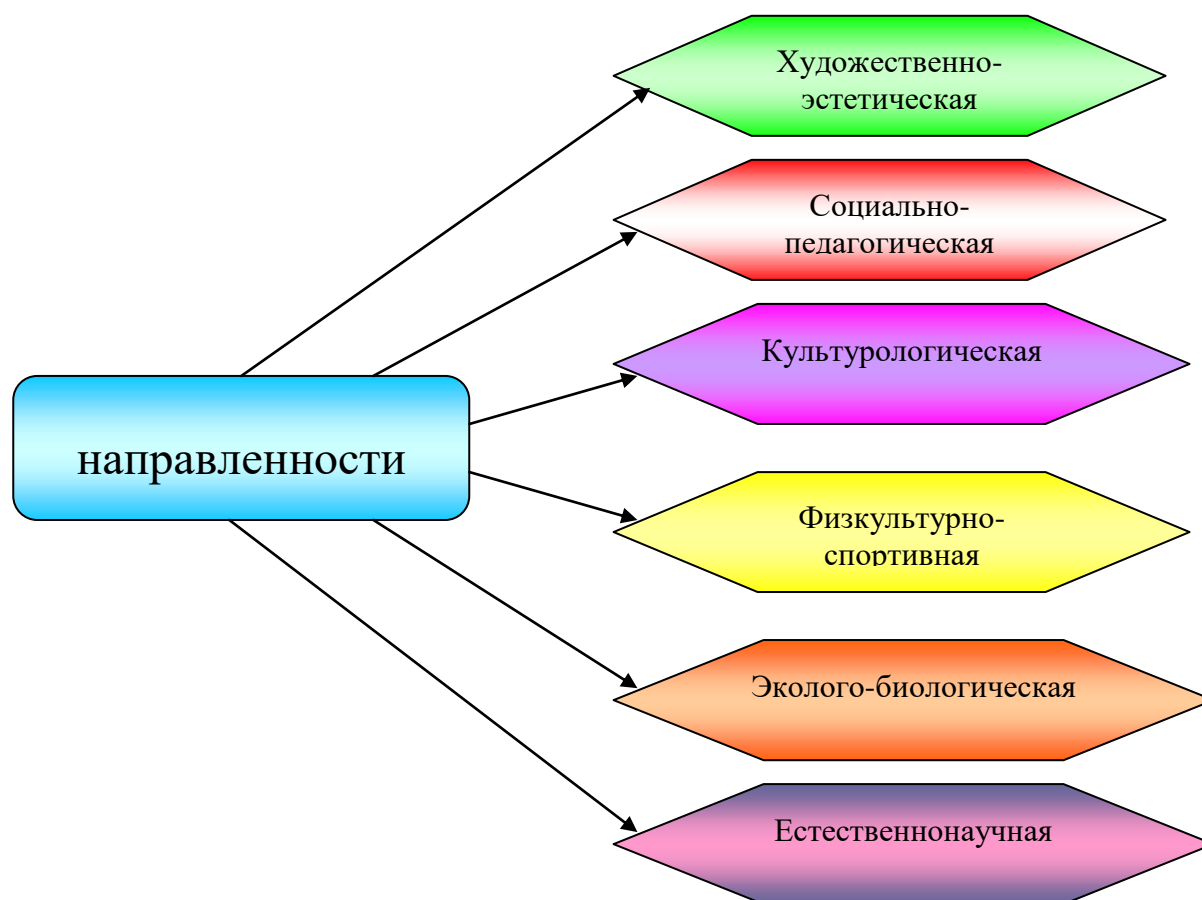 Художественно-
эстетическая
Социально-
педагогическая
Культурологическая
направленности
Физкультурно-
спортивная
Эколого-биологическая
Естественнонаучная